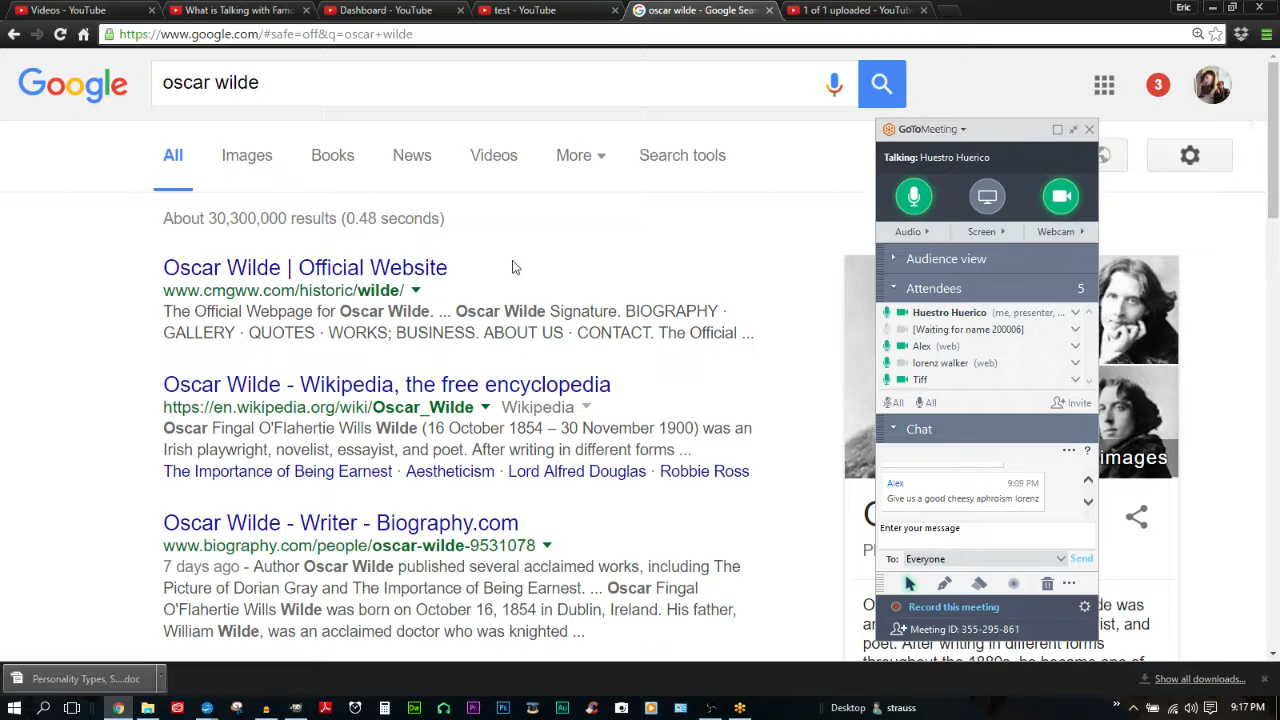 Videos - YouTube
What is Talking with Famo
Dashboard - YouTube
test - YouTube
oscar wilde - Google Sear
1 of 1 uploaded - YouTub
Eric
https://www.google.com/#safe=off&q=oscar+wilde
Google
oscar wilde
3
All
Images
Books
News
Videos
More
Search tools
About 30,300,000 results (0.48 seconds)
Oscar Wilde | Official Website
www.cmgww.com/historic/wilde/
The Official Webpage for Oscar Wilde. ... Oscar Wilde Signature. BIOGRAPHY ·
GALLERY · QUOTES · WORKS; BUSINESS. ABOUT US · CONTACT. The Official ...
Oscar Wilde - Wikipedia, the free encyclopedia
https://en.wikipedia.org/wiki/Oscar_Wilde Wikipedia
Oscar Fingal O'Flahertie Wills Wilde (16 October 1854 – 30 November 1900) was an
Irish playwright, novelist, essayist, and poet. After writing in different forms ...
The Importance of Being Earnest · Aestheticism · Lord Alfred Douglas · Robbie Ross
Oscar Wilde - Writer - Biography.com
www.biography.com/people/oscar-wilde-9531078
7 days ago - Author Oscar Wilde published several acclaimed works, including The
Picture of Dorian Gray and The Importance of Being Earnest. ... Oscar Fingal
O'Flahertie Wills Wilde was born on October 16, 1854 in Dublin, Ireland. His father,
William Wilde, was an acclaimed doctor who was knighted ...
GoToMeeting
Talking: Huestro Huerico
Audio
Screen
Webcam
Audience view
Attendees 5
Huestro Huerico (me, presenter, ...
[Waiting for name 200006]
Alex (web)
lorenz walker (web)
Tiff
All
All
Invite
Chat
... ?
Alex 9:09 PM
Give us a good cheesy aphroism lorenz
Enter your message
To: Everyone
Send
Record this meeting
Meeting ID: 355-295-861
images
de was
ist, and
poet. After writing in different forms
Personality Types, S....doc
Show all downloads...
Desktop
strauss
9:17 PM